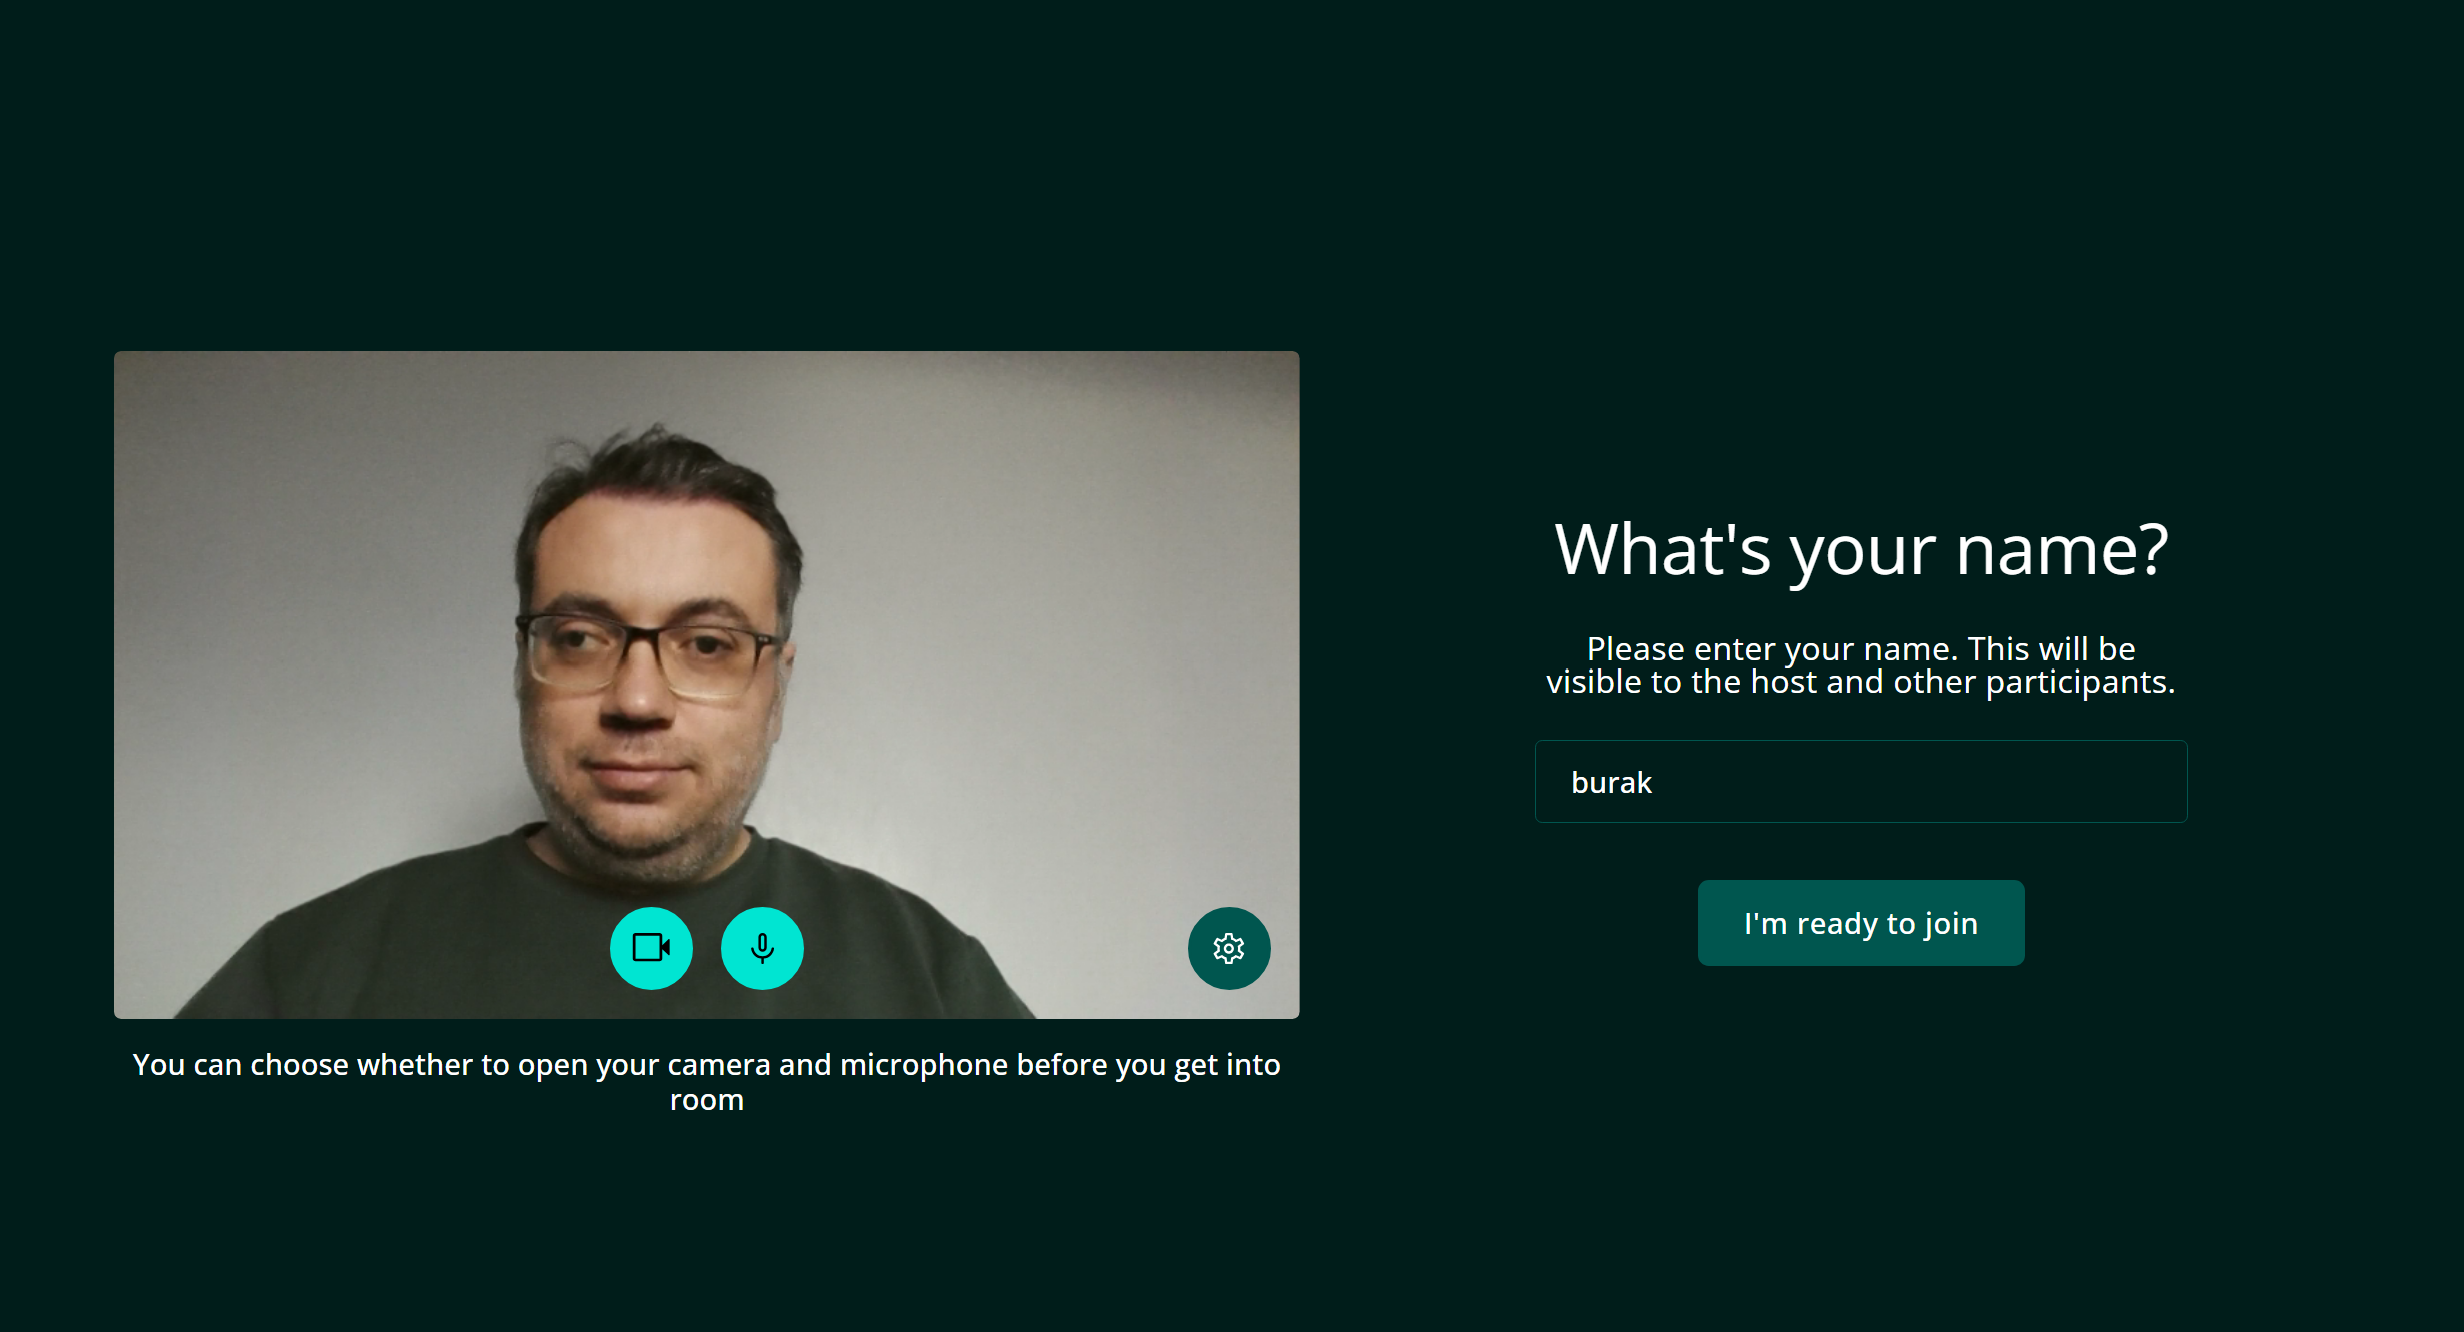 What's your name?
Please enter your name. This will be
visible to the host and other participants.
burak
I'm ready to join
You can choose whether to open your camera and microphone before you get into
room